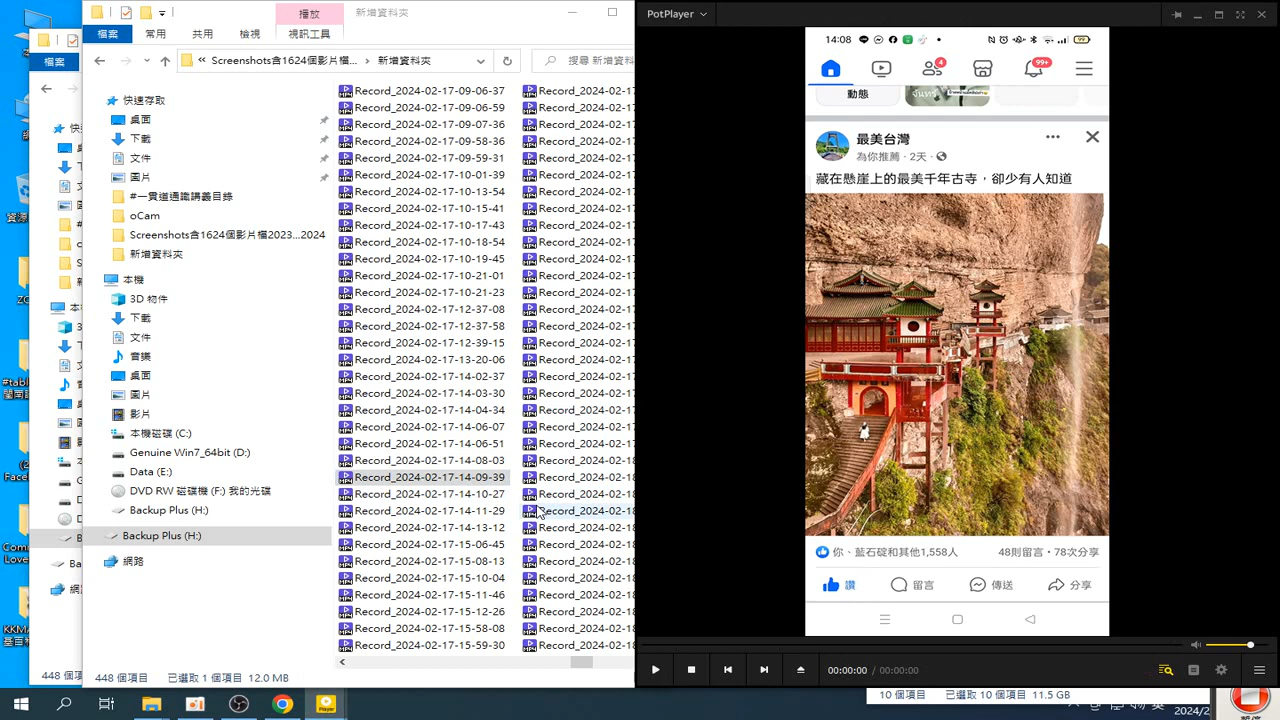 播放
新增資料夾
檔案
常用
共用
檢視
視訊工具
檔案
Screenshots含1624個影片檔...
新增資料夾
搜尋 新增資料
快速存取
桌面
下載
文件
圖片
#一貫道通識講義目錄
oCam
Screenshots含1624個影片檔2023...2024
新增資料夾
本機
3D 物件
下載
文件
音樂
桌面
圖片
影片
本機磁碟 (C:)
Genuine Win7_64bit (D:)
Data (E:)
DVD RW 磁碟機 (F:) 我的光碟
Backup Plus (H:)
Backup Plus (H:)
網路
Record_2024-02-17-09-06-37
Record_2024-02-17-09-06-59
Record_2024-02-17-09-07-36
Record_2024-02-17-09-58-36
Record_2024-02-17-09-59-31
Record_2024-02-17-10-01-39
Record_2024-02-17-10-13-54
Record_2024-02-17-10-15-41
Record_2024-02-17-10-17-43
Record_2024-02-17-10-18-54
Record_2024-02-17-10-19-45
Record_2024-02-17-10-21-01
Record_2024-02-17-10-21-23
Record_2024-02-17-12-37-08
Record_2024-02-17-12-37-58
Record_2024-02-17-12-39-15
Record_2024-02-17-13-20-06
Record_2024-02-17-14-02-37
Record_2024-02-17-14-03-30
Record_2024-02-17-14-04-34
Record_2024-02-17-14-06-07
Record_2024-02-17-14-06-51
Record_2024-02-17-14-08-03
Record_2024-02-17-14-09-39
Record_2024-02-17-14-10-27
Record_2024-02-17-14-11-29
Record_2024-02-17-14-13-12
Record_2024-02-17-15-06-45
Record_2024-02-17-15-08-13
Record_2024-02-17-15-10-04
Record_2024-02-17-15-11-46
Record_2024-02-17-15-12-26
Record_2024-02-17-15-58-08
Record_2024-02-17-15-59-30
448 個項目
448 個項目
已選取 1 個項目 12.0 MB
PotPlayer
14:08
99
4
99+
動態
จันทร์
最美台灣
為你推薦 · 2天 ·
藏在懸崖上的最美千年古寺，卻少有人知道
你、藍石碇和其他1,558人
48則留言 · 78次分享
讚
留言
傳送
分享
00:00:00 / 00:00:00
10 個項目
已選取 10 個項目 11.5 GB
2024/2